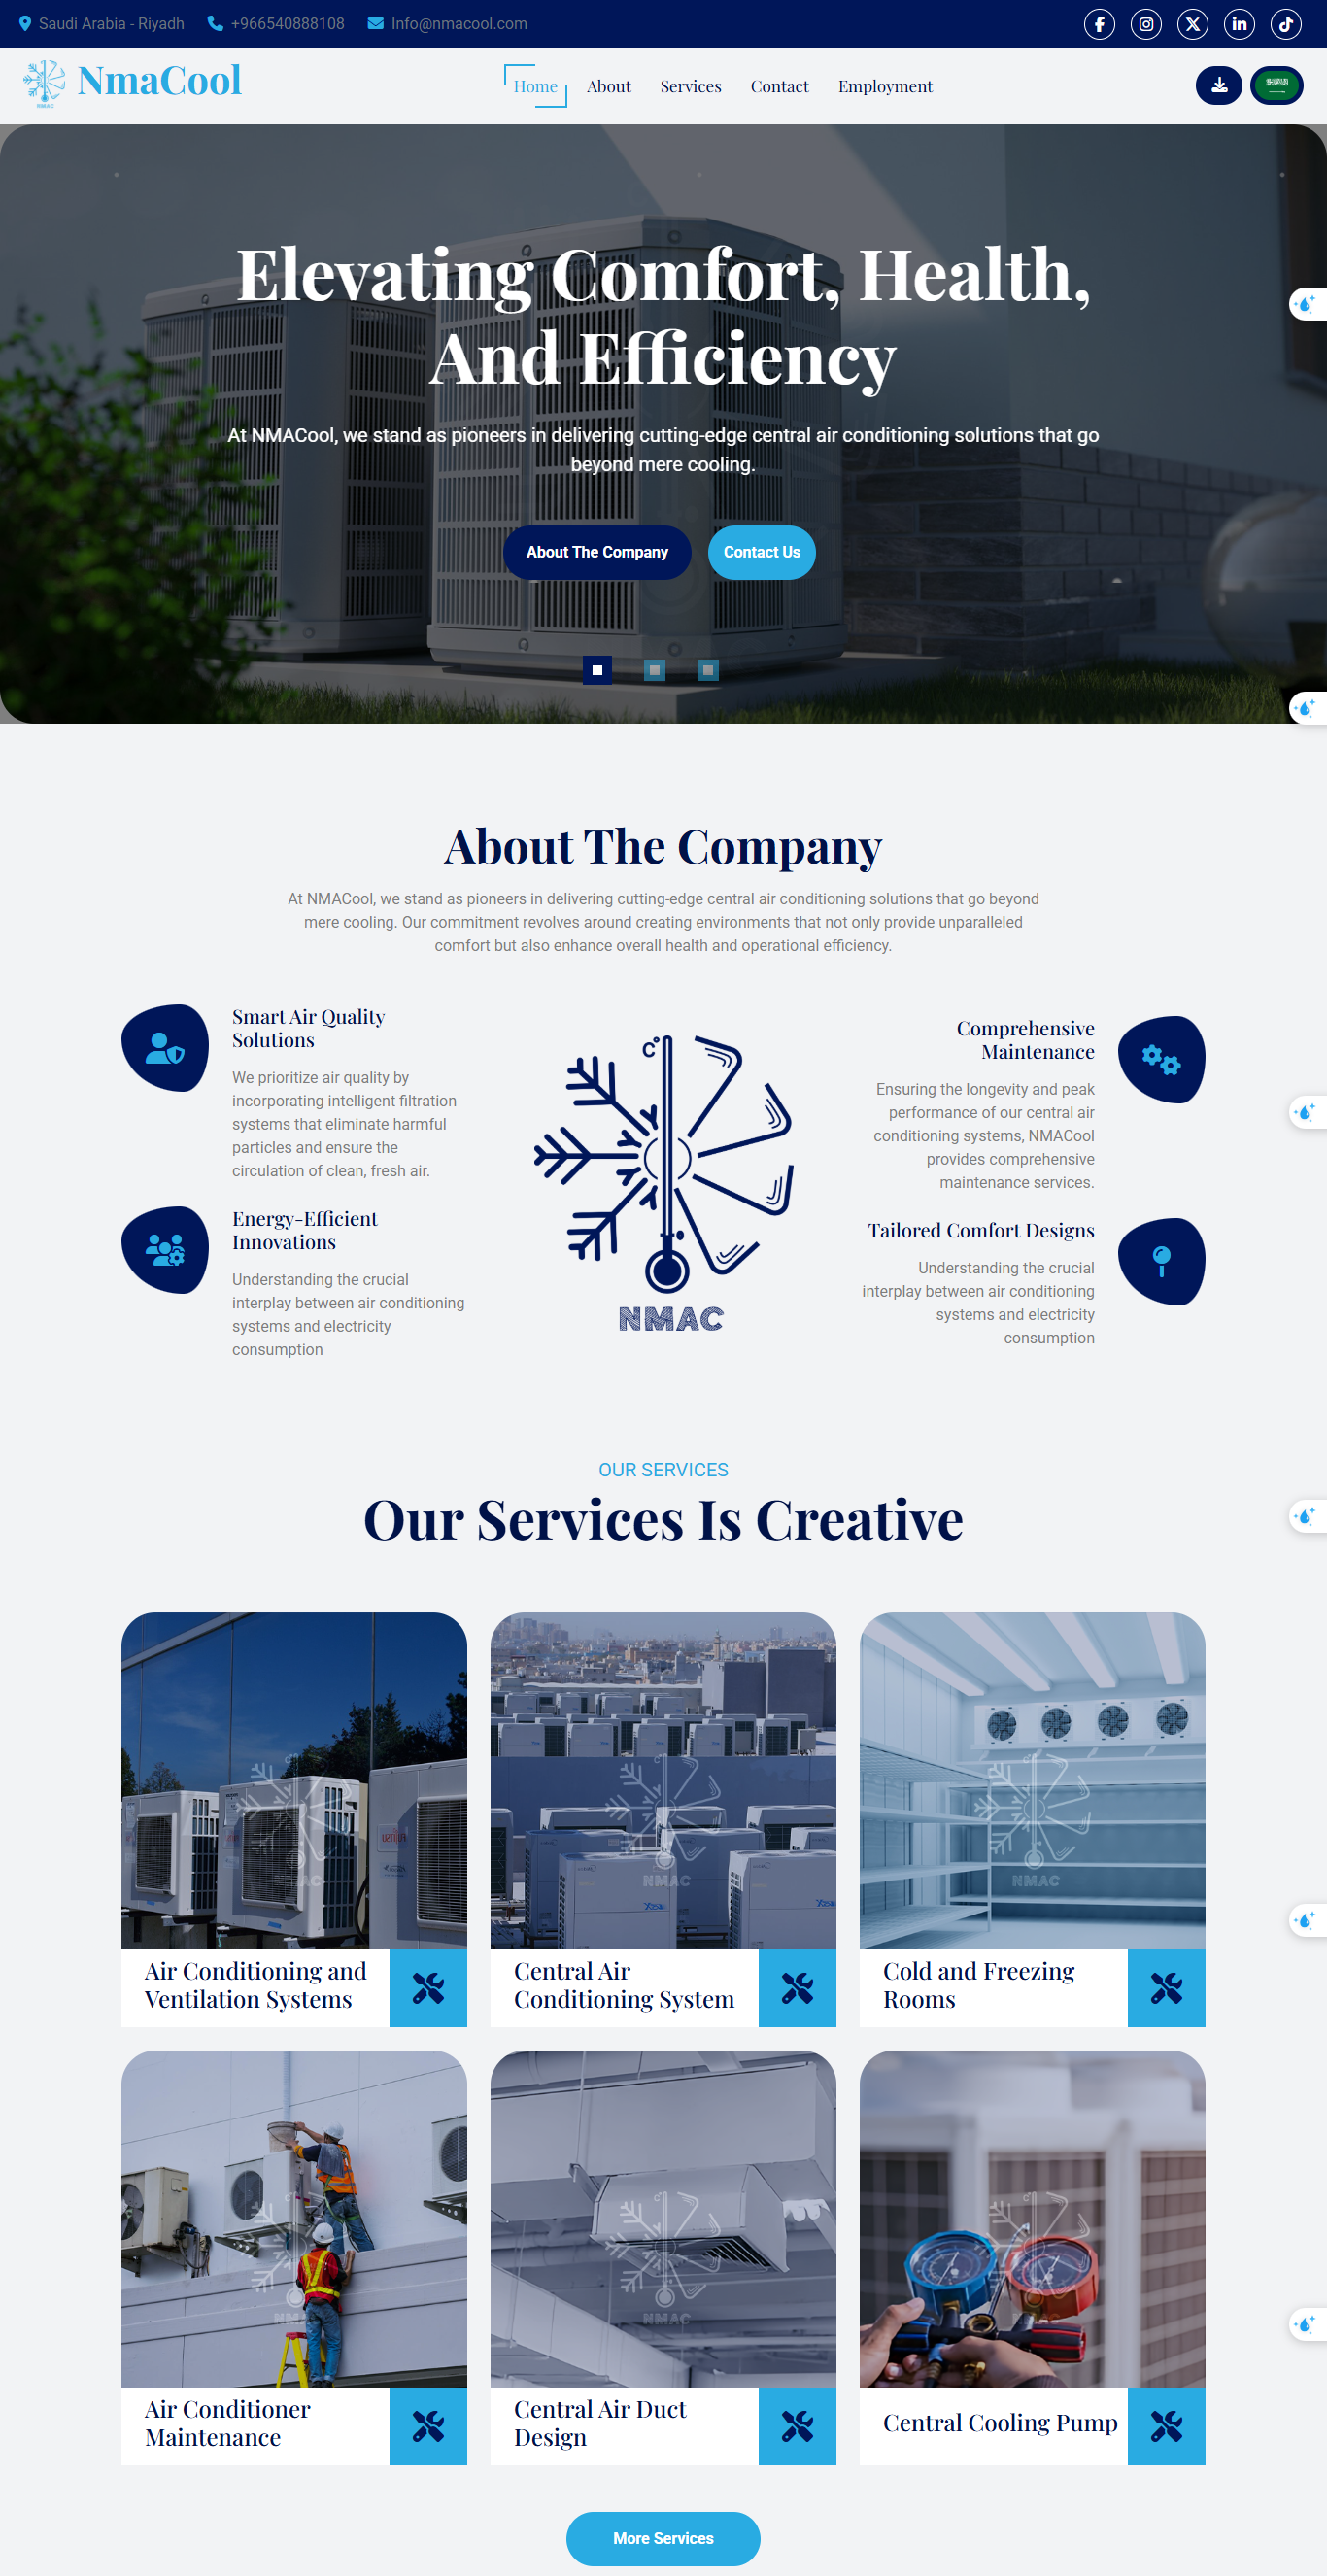 Saudi Arabia - Riyadh
+966540888108
Info@nmacool.com
NmaCool
Home
About
Services
Contact
Employment
Elevating Comfort, Health,
And Efficiency
At NMACool, we stand as pioneers in delivering cutting-edge central air conditioning solutions that go
beyond mere cooling.
About The Company
Contact Us
About The Company
At NMACool, we stand as pioneers in delivering cutting-edge central air conditioning solutions that go beyond
mere cooling. Our commitment revolves around creating environments that not only provide unparalleled
comfort but also enhance overall health and operational efficiency.
Smart Air Quality
Solutions
We prioritize air quality by
incorporating intelligent filtration
systems that eliminate harmful
particles and ensure the
circulation of clean, fresh air.
Energy-Efficient
Innovations
Understanding the crucial
interplay between air conditioning
systems and electricity
consumption
C°
NMAC
Comprehensive
Maintenance
Ensuring the longevity and peak
performance of our central air
conditioning systems, NMACool
provides comprehensive
maintenance services.
Tailored Comfort Designs
Understanding the crucial
interplay between air conditioning
systems and electricity
consumption
OUR SERVICES
Our Services Is Creative
NMAC
NMAC
NMAC
Air Conditioning and
Ventilation Systems
Central Air
Conditioning System
Cold and Freezing
Rooms
NMAC
NMAC
Air Conditioner
Maintenance
Central Air Duct
Design
Central Cooling Pump
More Services